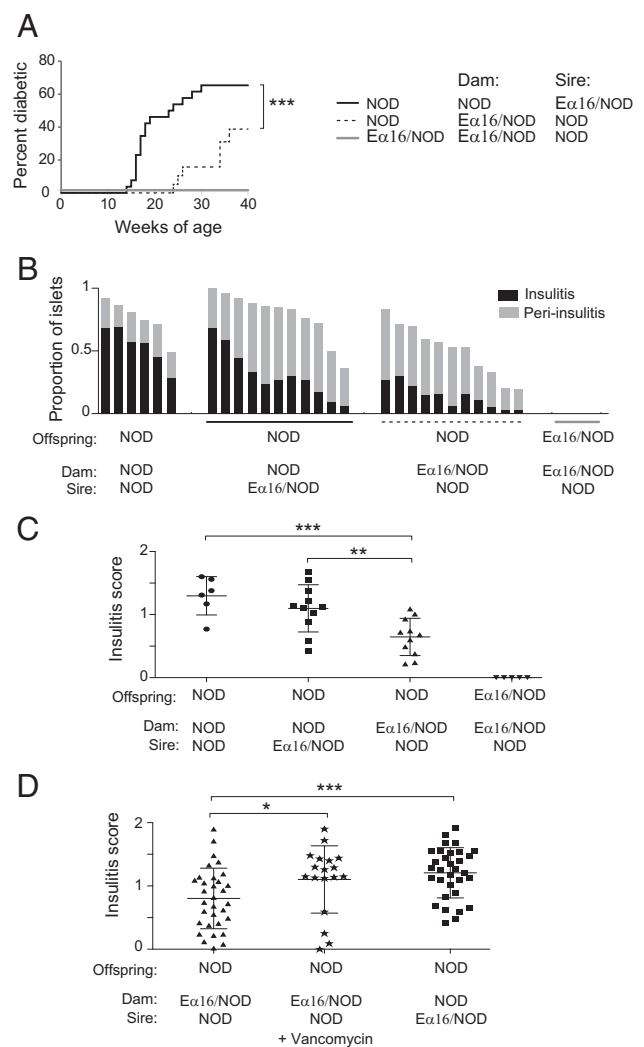 A
Percent diabetic
80
60
40
20
0
0 10 20 30 40
Weeks of age
***
Dam: Sire:
NOD NOD Eα16/NOD
NOD Eα16/NOD NOD
Eα16/NOD Eα16/NOD NOD
B
Proportion of islets
1
0.5
0
Insulitis
Peri-insulitis
Offspring: NOD NOD NOD Eα16/NOD
Dam: NOD NOD Eα16/NOD Eα16/NOD
Sire: NOD Eα16/NOD NOD NOD
C
Insulitis score
2
1
0
***
**
Offspring: NOD NOD NOD Eα16/NOD
Dam: NOD NOD Eα16/NOD Eα16/NOD
Sire: NOD Eα16/NOD NOD NOD
D
Insulitis score
2
1
0
***
*
Offspring: NOD NOD NOD
Dam: Eα16/NOD Eα16/NOD NOD
Sire: NOD NOD Eα16/NOD
+ Vancomycin